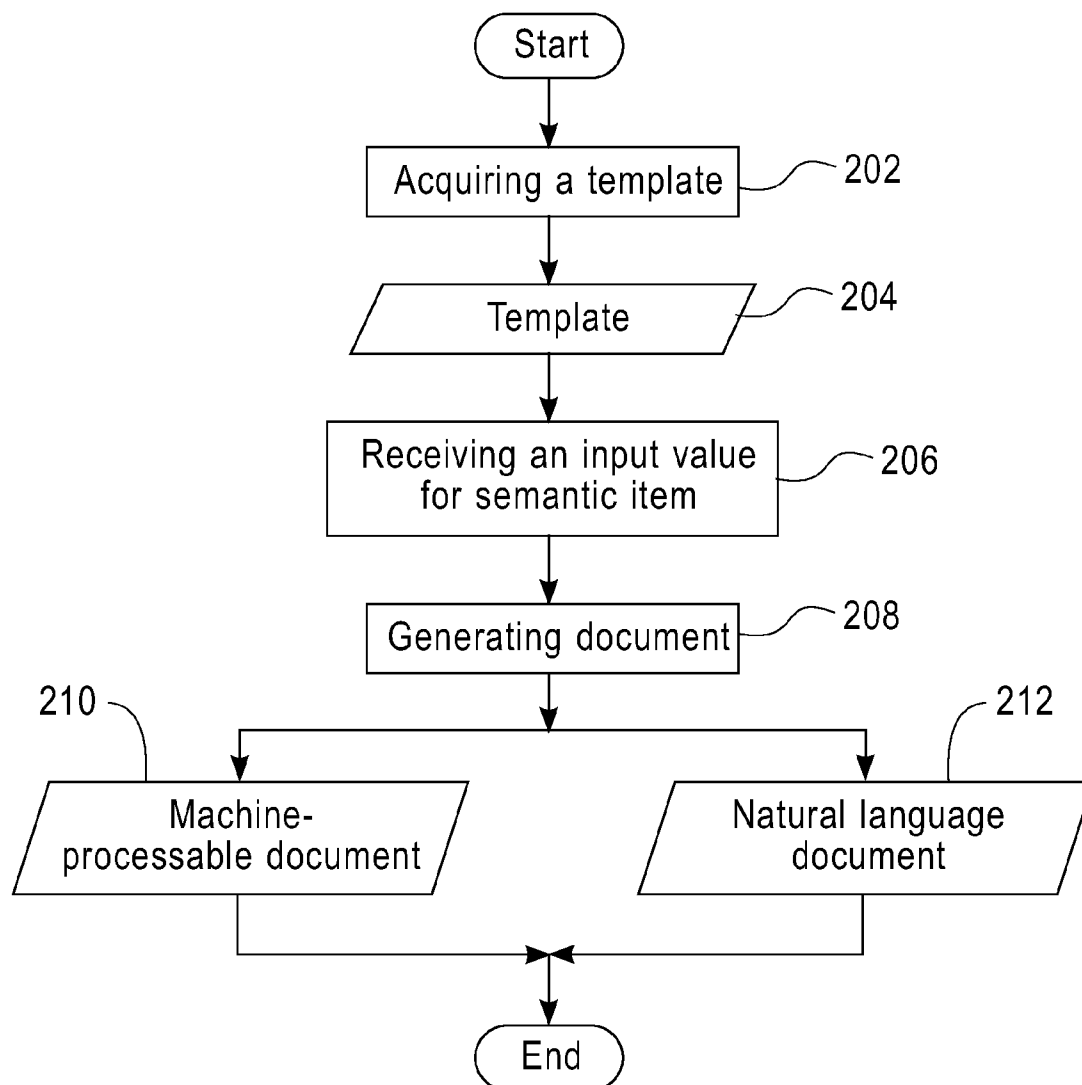 Start
Acquiring a template
202
Template
204
Receiving an input value
for semantic item
206
Generating document
208
210
212
Machine-
processable document
Natural language
document
End